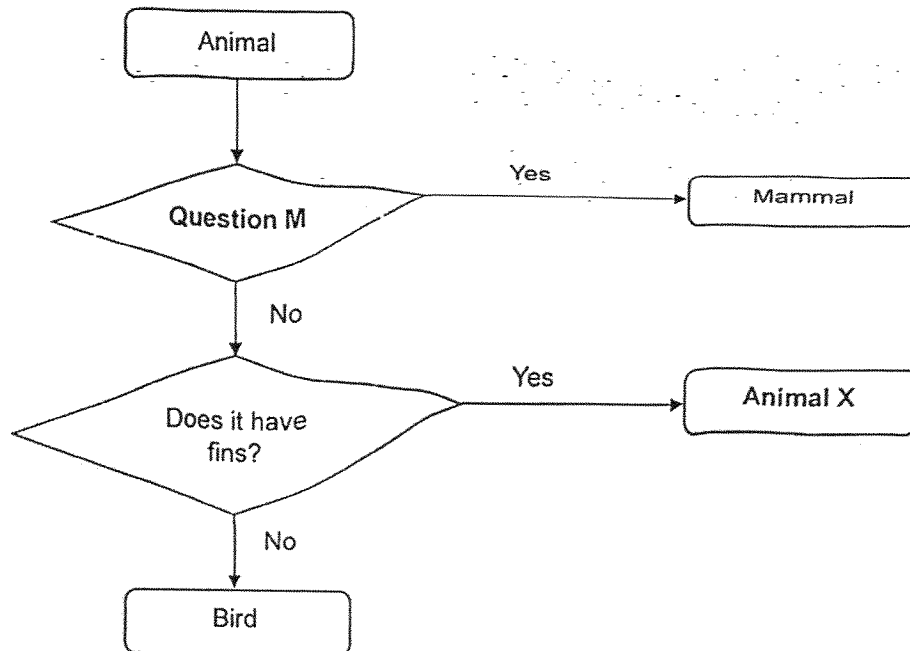 Animal
Question M
Yes
Mammal
No
Does it have
fins?
Yes
Animal X
No
Bird